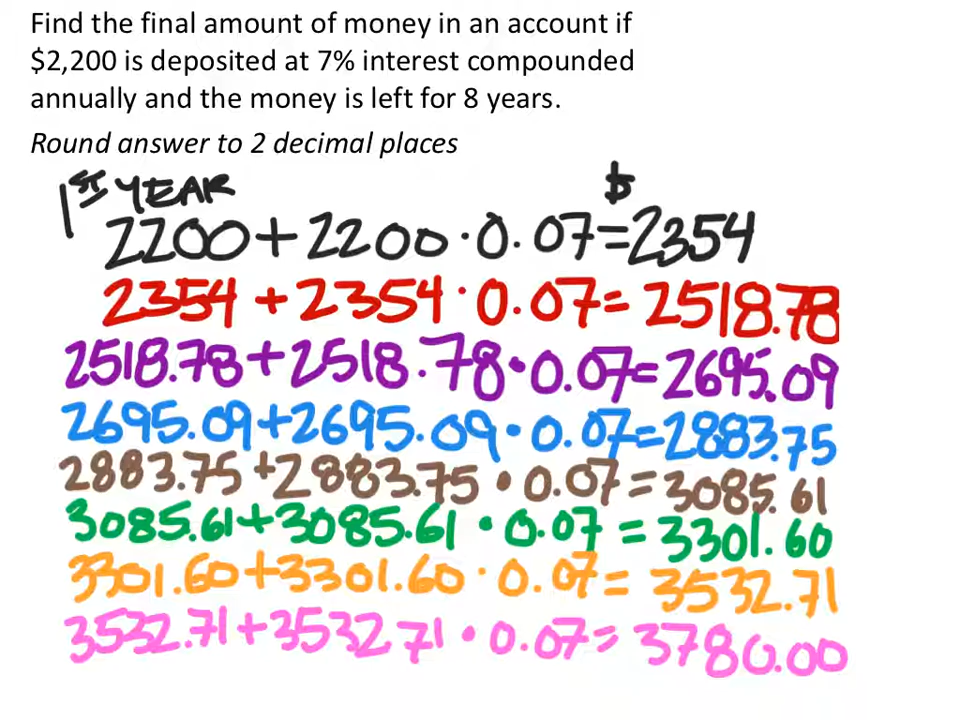 Find the final amount of money in an account if
$2,200 is deposited at 7% interest compounded
annually and the money is left for 8 years.
Round answer to 2 decimal places
1ST YEAR
2200+2200·0.07=$2354
2354+2354·0.07=2518.78
2518.78+2518.78·0.07=2695.09
2695.09+2695.09·0.07=2883.75
2883.75+2883.75·0.07=3085.61
3085.61+3085.61·0.07=3301.60
3301.60+3301.60·0.07=3532.71
3532.71+3532.71·0.07=3780.00